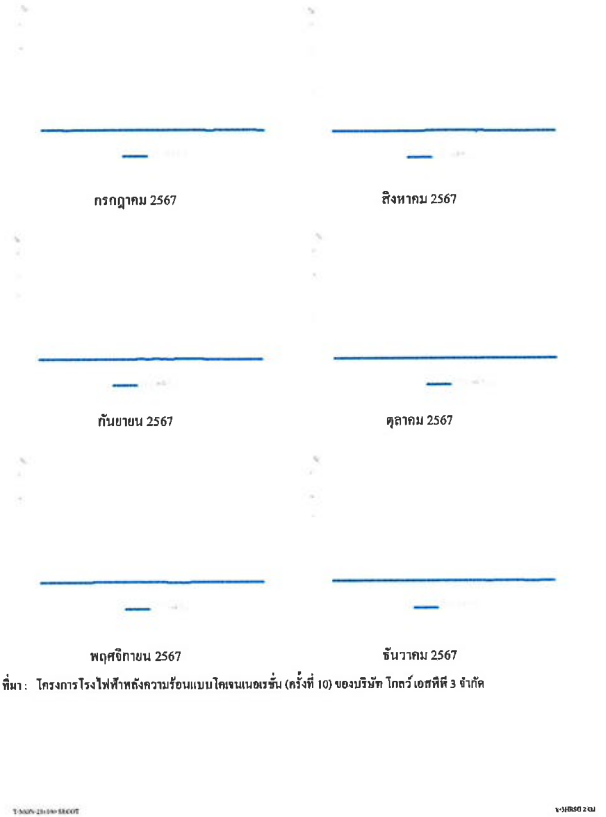 กรกฎาคม 2567
สิงหาคม 2567
กันยายน 2567
ตุลาคม 2567
พฤศจิกายน 2567
ธันวาคม 2567
ที่มา : โครงการโรงไฟฟ้าพลังความร้อนแบบโคเจนเนอเรชั่น (ครั้งที่ 10) ของบริษัท โกลว์ เอสพีพี 3 จำกัด